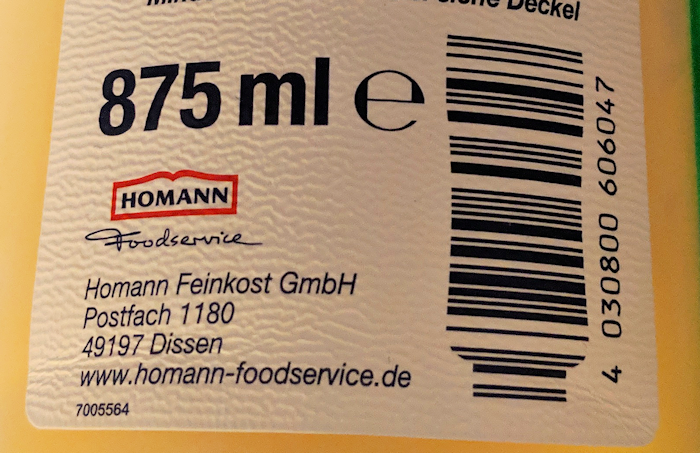 Deckel
875 ml ℮
HOMANN
Foodservice
Homann Feinkost GmbH
Postfach 1180
49197 Dissen
www.homann-foodservice.de
7005564
4 030800 606047